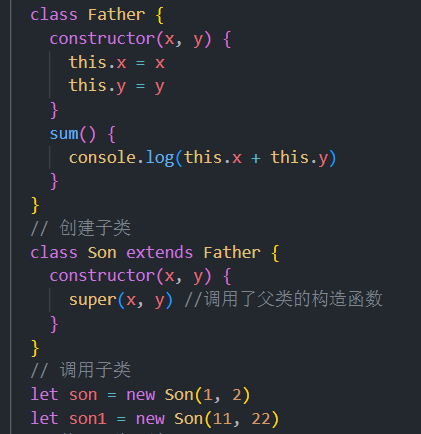 class Father {
constructor(x, y) {
this.x = x
this.y = y
}
sum() {
console.log(this.x + this.y)
}
}
// 创建子类
class Son extends Father {
constructor(x, y) {
super(x, y) //调用了父类的构造函数
}
}
// 调用子类
let son = new Son(1, 2)
let son1 = new Son(11, 22)